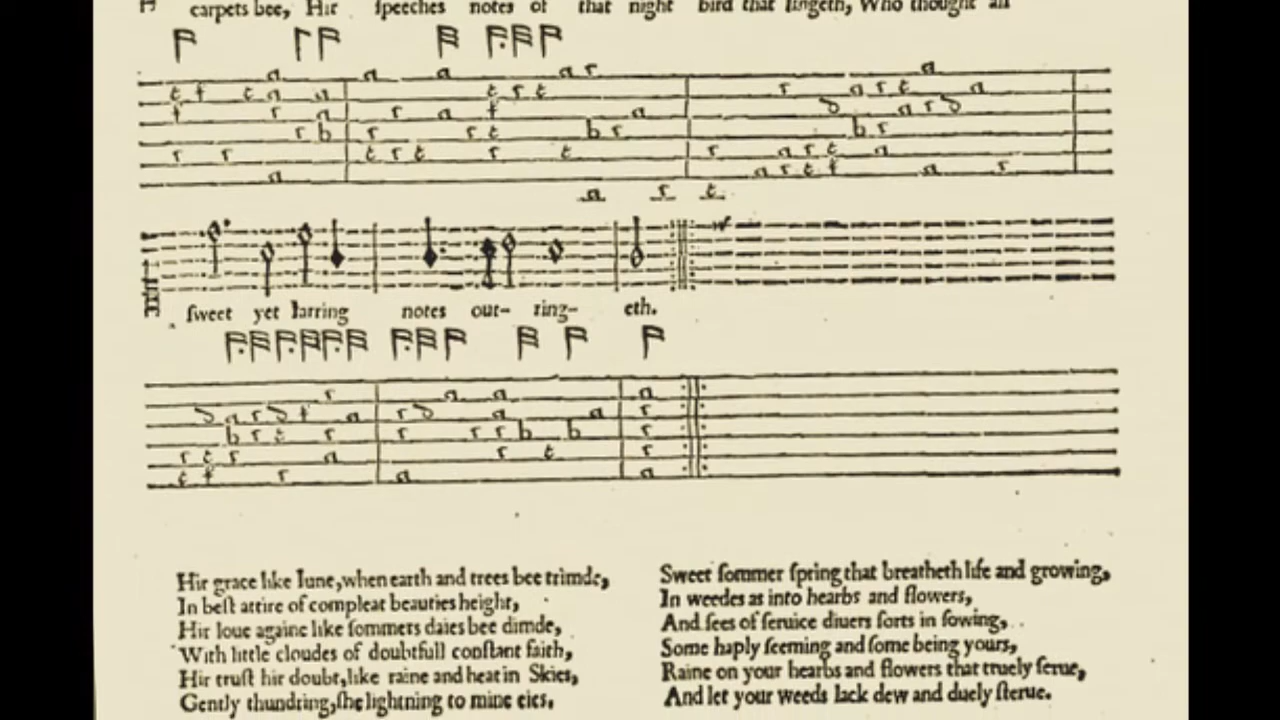 carpets bee, Hir speeches notes of that night bird that singeth, Who thought all
sweet yet Iarring notes out- ring- eth.
Hir grace like Iune, when earth and trees bee trimde,
In best attire of compleat beauties height,
Hir loue againe like sommers daies bee dimde,
With little cloudes of doubtfull constant faith,
Hir trust hir doubt, like raine and heat in Skies,
Gently thundring, she lightning to mine eies.
Sweet sommer spring that breatheth life and growing,
In weedes as into hearbs and flowers,
And sees of seruice diuers sorts in sowing,
Some haply seeming and some being yours,
Raine on your hearbs and flowers that truely serue,
And let your weeds lack dew and duely sterue.